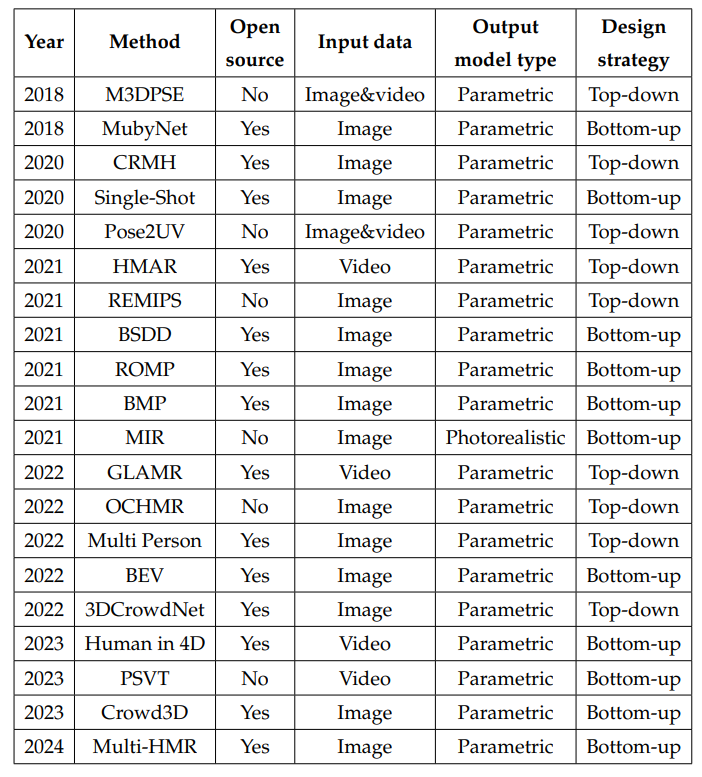 Year Method Open source Input data Output model type Design strategy
2018 M3DPSE No Image&video Parametric Top-down
2018 MubyNet Yes Image Parametric Bottom-up
2020 CRMH Yes Image Parametric Top-down
2020 Single-Shot Yes Image Parametric Bottom-up
2020 Pose2UV No Image&video Parametric Top-down
2021 HMAR Yes Video Parametric Top-down
2021 REMIPS No Image Parametric Top-down
2021 BSDD Yes Image Parametric Bottom-up
2021 ROMP Yes Image Parametric Bottom-up
2021 BMP Yes Image Parametric Bottom-up
2021 MIR No Image Photorealistic Bottom-up
2022 GLAMR Yes Video Parametric Top-down
2022 OCHMR No Image Parametric Top-down
2022 Multi Person Yes Image Parametric Top-down
2022 BEV Yes Image Parametric Bottom-up
2022 3DCrowdNet Yes Image Parametric Top-down
2023 Human in 4D Yes Video Parametric Bottom-up
2023 PSVT No Video Parametric Bottom-up
2023 Crowd3D Yes Image Parametric Bottom-up
2024 Multi-HMR Yes Image Parametric Bottom-up